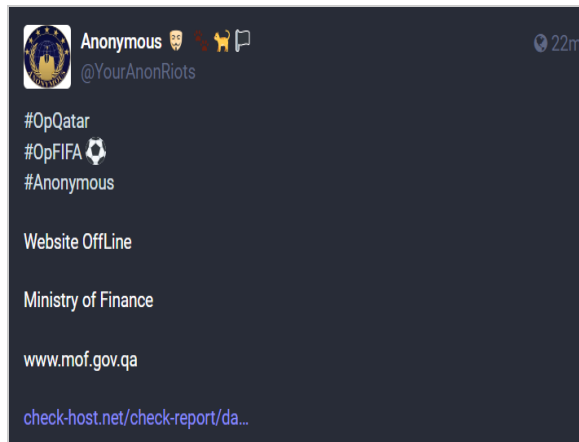 Anonymous
22m
@YourAnonRiots
#OpQatar
#OpFIFA
#Anonymous
Website OffLine
Ministry of Finance
www.mof.gov.qa
check-host.net/check-report/da…